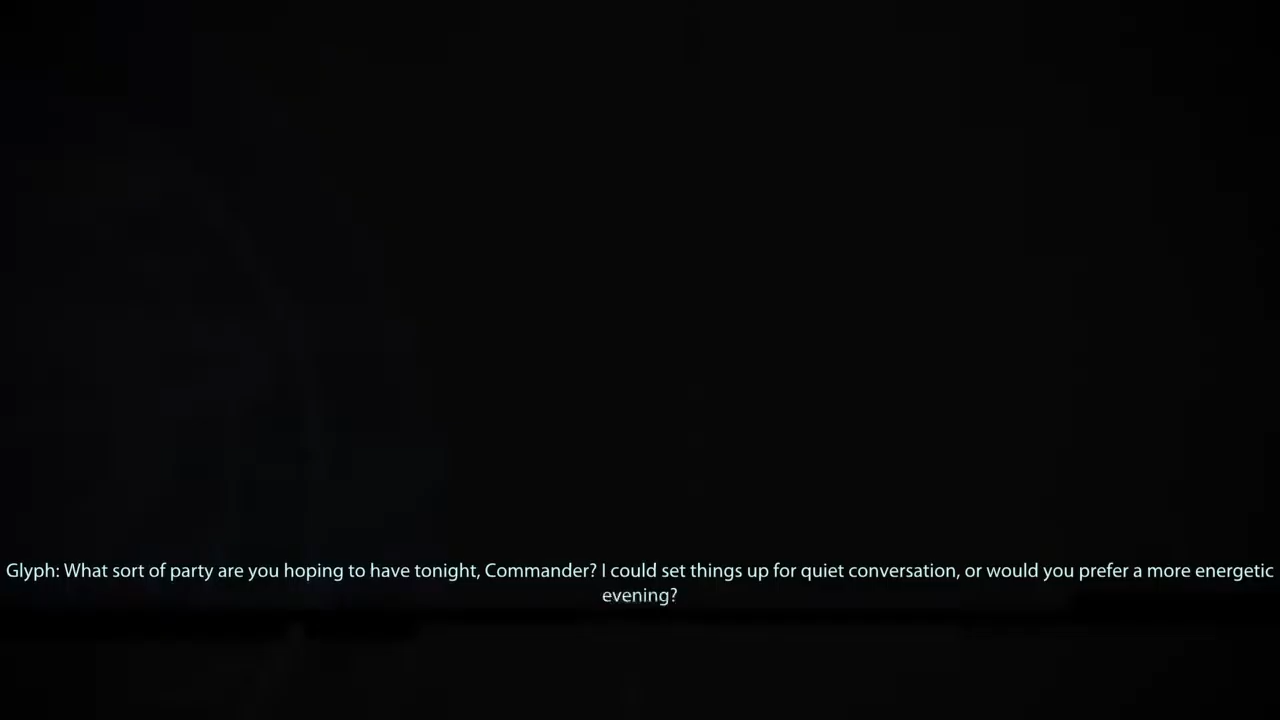 Glyph: What sort of party are you hoping to have tonight, Commander? I could set things up for quiet conversation, or would you prefer a more energetic
evening?